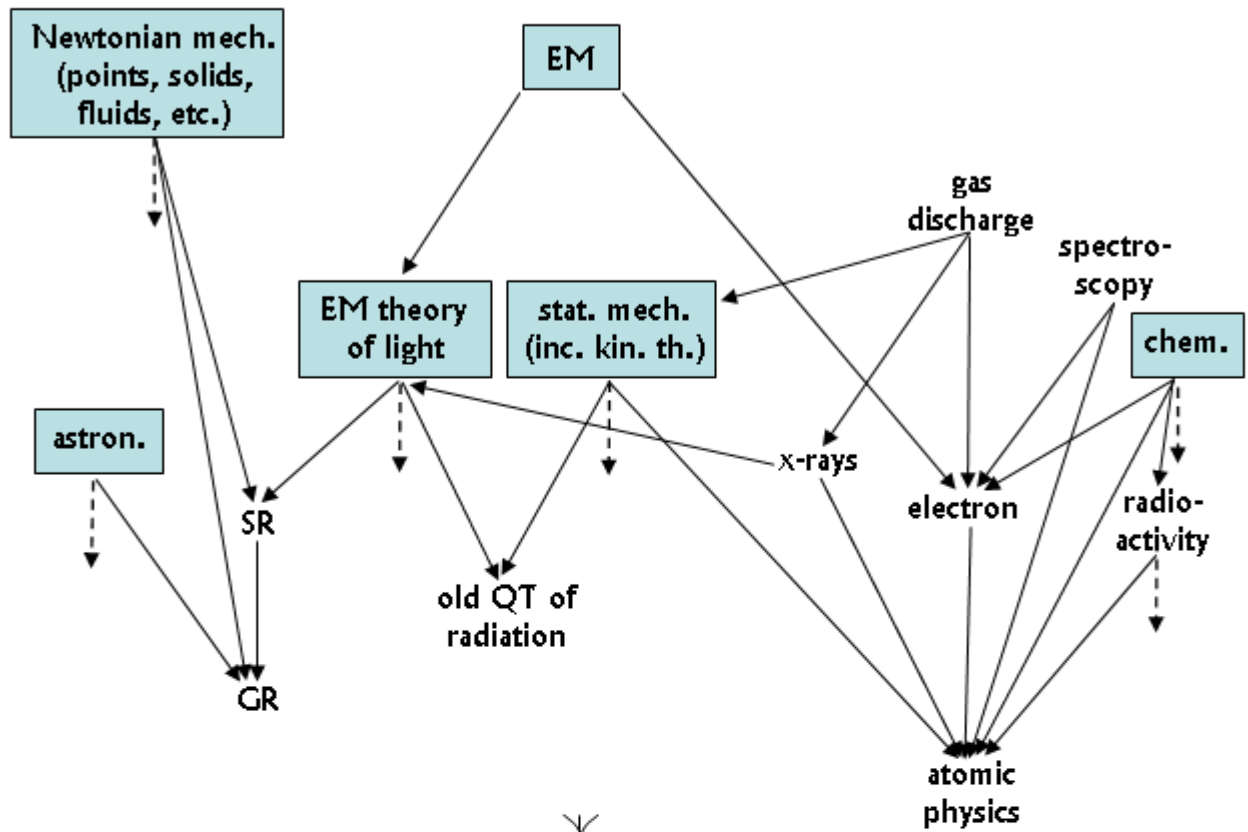 Newtonian mech.
(points, solids,
fluids, etc.)
EM
gas
discharge
spectro-
scopy
EM theory
of light
stat. mech.
(inc. kin. th.)
chem.
astron.
x-rays
SR
electron
radio-
activity
old QT of
radiation
GR
atomic
physics